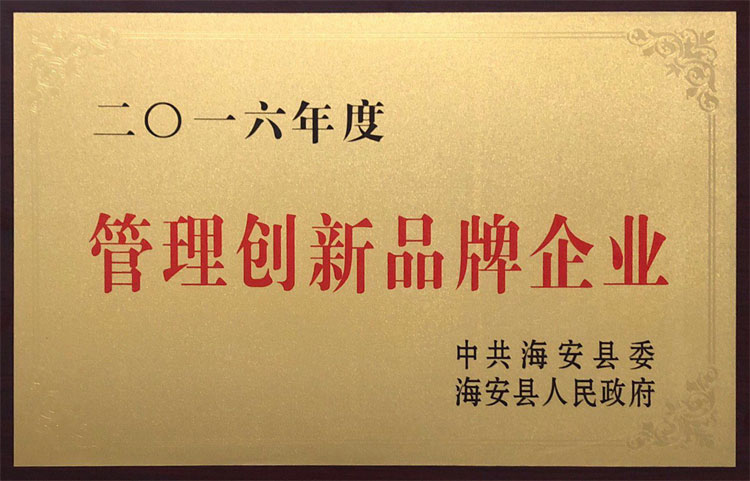 二〇一六年度
管理创新品牌企业
中共海安县委
海安县人民政府